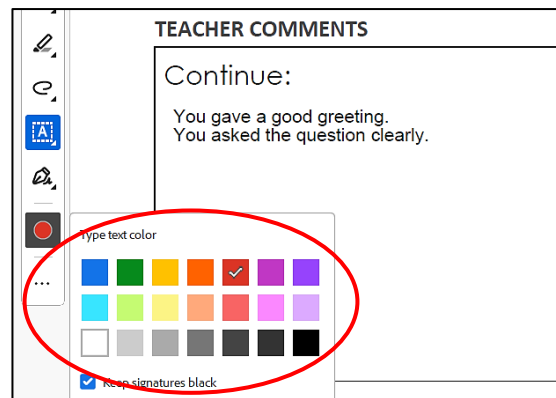 TEACHER COMMENTS
Continue:
You gave a good greeting.
You asked the question clearly.
A
Type text color
Keep signatures black